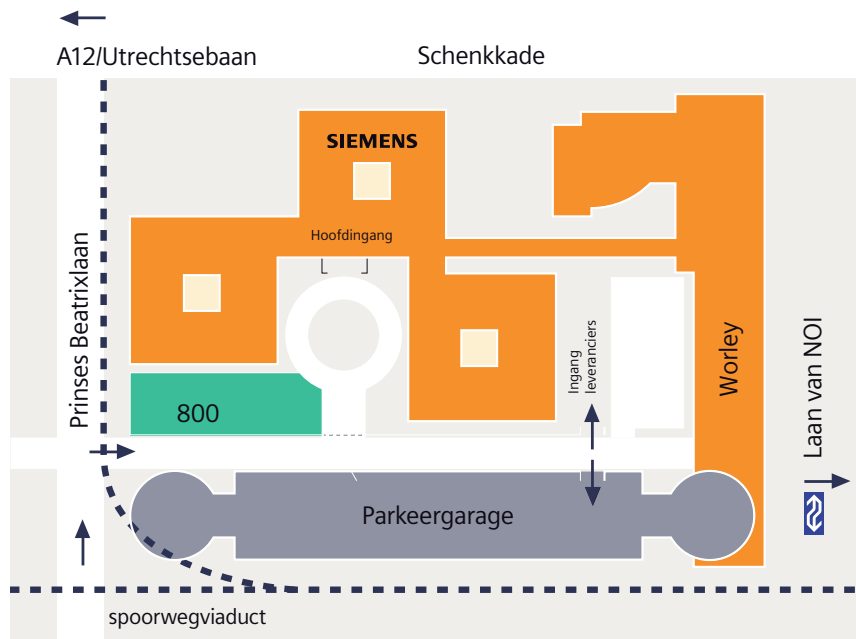 A12/Utrechtsebaan
Schenkkade
SIEMENS
Hoofdingang
Prinses Beatrixlaan
Ingang
leveranciers
Worley
Laan van NOI
800
Parkeergarage
spoorwegviaduct